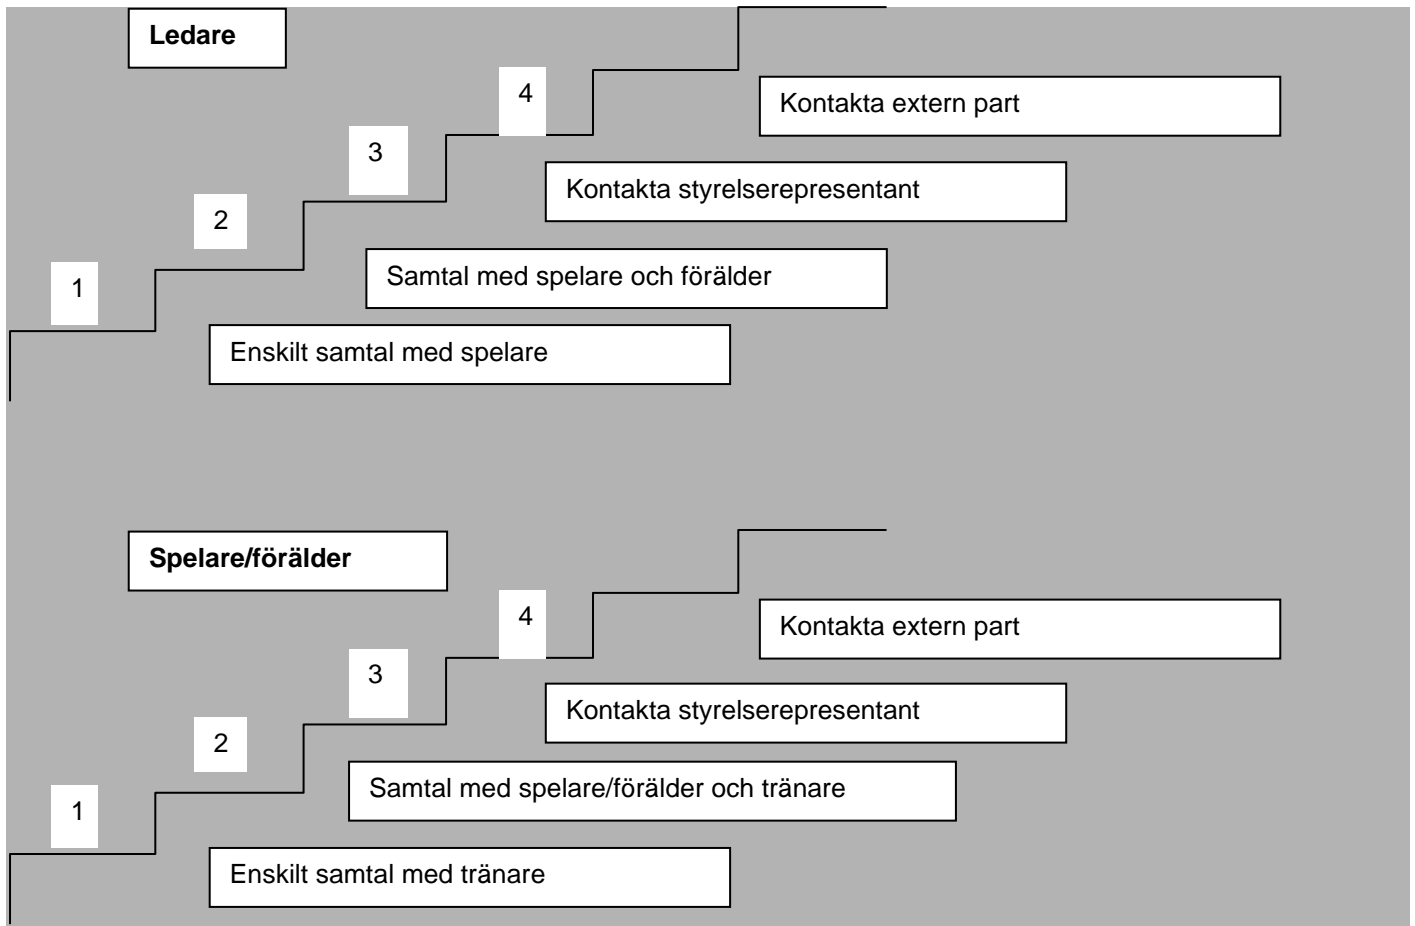 Ledare
4
Kontakta extern part
3
Kontakta styrelserepresentant
2
Samtal med spelare och förälder
1
Enskilt samtal med spelare
Spelare/förälder
4
Kontakta extern part
3
Kontakta styrelserepresentant
2
Samtal med spelare/förälder och tränare
1
Enskilt samtal med tränare